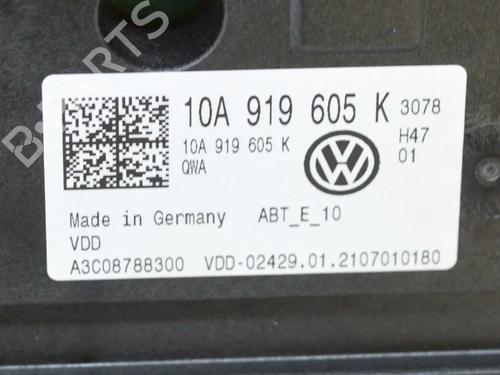 B-PARTS
10A 919 605 K 3078
10A 919 605 K H47
QWA 01
Made in Germany ABT_E_10
VDD
A3C08788300 VDD-02429.01.2107010180